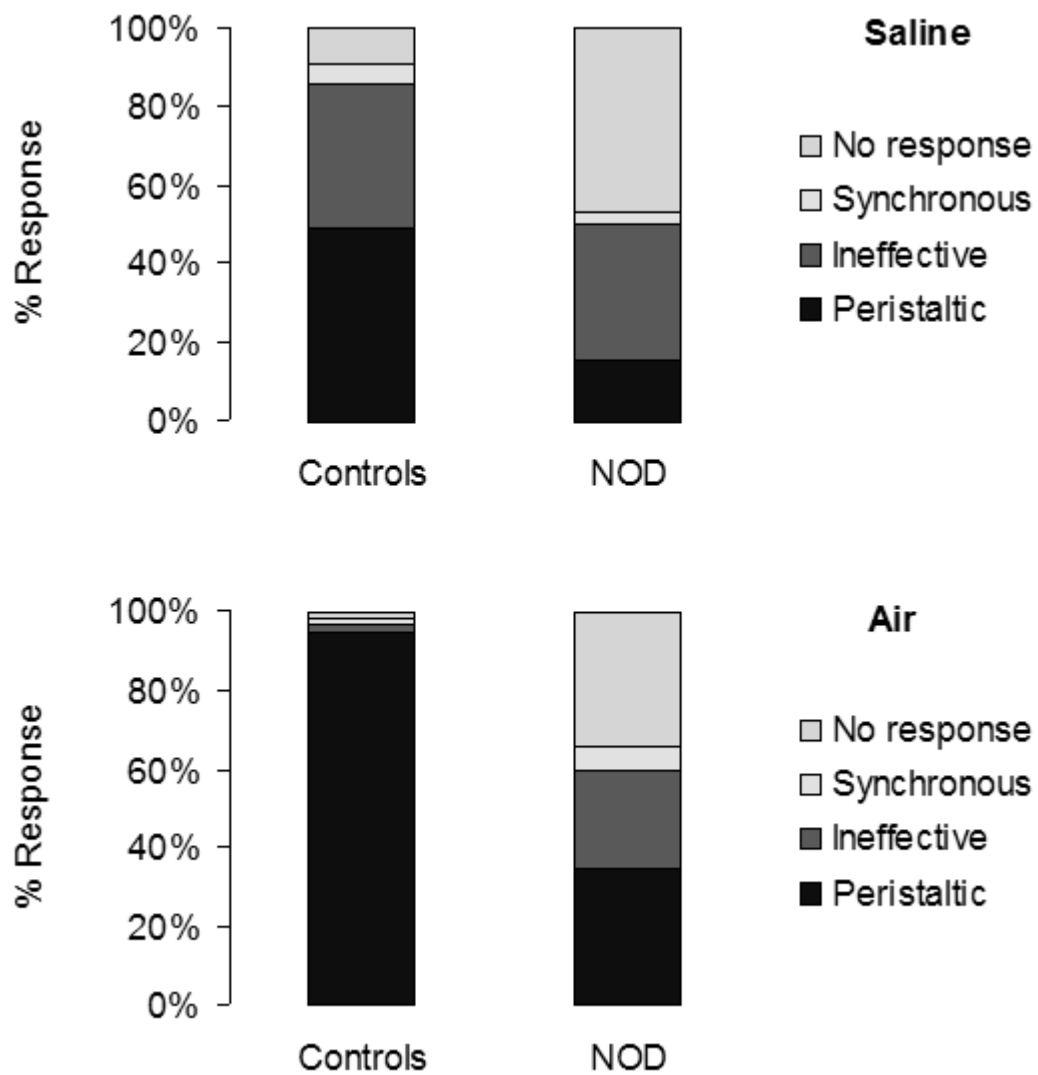 Saline
100%
80%
60%
40%
20%
0%
% Response
Controls
NOD
No response
Synchronous
Ineffective
Peristaltic
Air
100%
80%
60%
40%
20%
0%
% Response
Controls
NOD
No response
Synchronous
Ineffective
Peristaltic